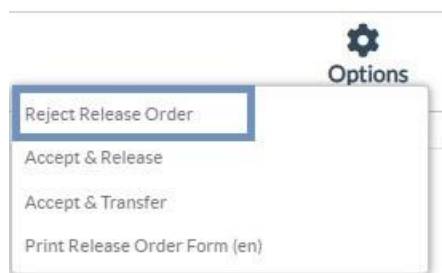 Options
Reject Release Order
Accept & Release
Accept & Transfer
Print Release Order Form (en)